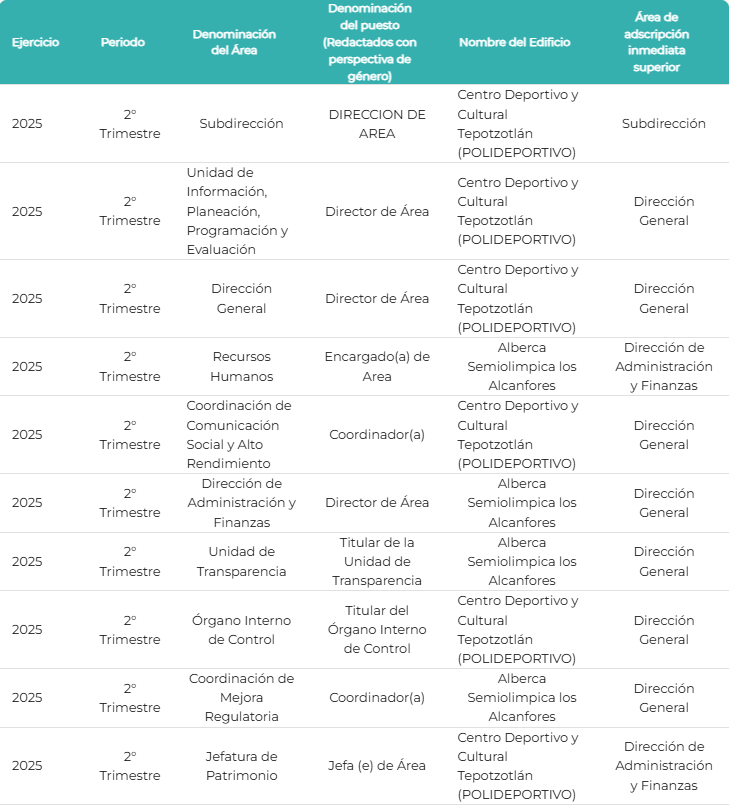 Ejercicio
Periodo
Denominación
del Área
Denominación
del puesto
(Redactados con
perspectiva de
género)
Nombre del Edificio
Área de
adscripción
inmediata
superior
2025
2°
Trimestre
Subdirección
DIRECCION DE
AREA
Centro Deportivo y
Cultural
Tepotzotlán
(POLIDEPORTIVO)
Subdirección
2025
2°
Trimestre
Unidad de
Información,
Planeación,
Programación y
Evaluación
Director de Área
Centro Deportivo y
Cultural
Tepotzotlán
(POLIDEPORTIVO)
Dirección
General
2025
2°
Trimestre
Dirección
General
Director de Área
Centro Deportivo y
Cultural
Tepotzotlán
(POLIDEPORTIVO)
Dirección
General
2025
2°
Trimestre
Recursos
Humanos
Encargado(a) de
Area
Alberca
Semiolimpica los
Alcanfores
Dirección de
Administración
y Finanzas
2025
2°
Trimestre
Coordinación de
Comunicación
Social y Alto
Rendimiento
Coordinador(a)
Centro Deportivo y
Cultural
Tepotzotlán
(POLIDEPORTIVO)
Dirección
General
2025
2°
Trimestre
Dirección de
Administración y
Finanzas
Director de Área
Alberca
Semiolimpica los
Alcanfores
Dirección
General
2025
2°
Trimestre
Unidad de
Transparencia
Titular de la
Unidad de
Transparencia
Alberca
Semiolimpica los
Alcanfores
Dirección
General
2025
2°
Trimestre
Órgano Interno
de Control
Titular del
Órgano Interno
de Control
Centro Deportivo y
Cultural
Tepotzotlán
(POLIDEPORTIVO)
Dirección
General
2025
2°
Trimestre
Coordinación de
Mejora
Regulatoria
Coordinador(a)
Alberca
Semiolimpica los
Alcanfores
Dirección
General
2025
2°
Trimestre
Jefatura de
Patrimonio
Jefa (e) de Área
Centro Deportivo y
Cultural
Tepotzotlán
(POLIDEPORTIVO)
Dirección de
Administración
y Finanzas